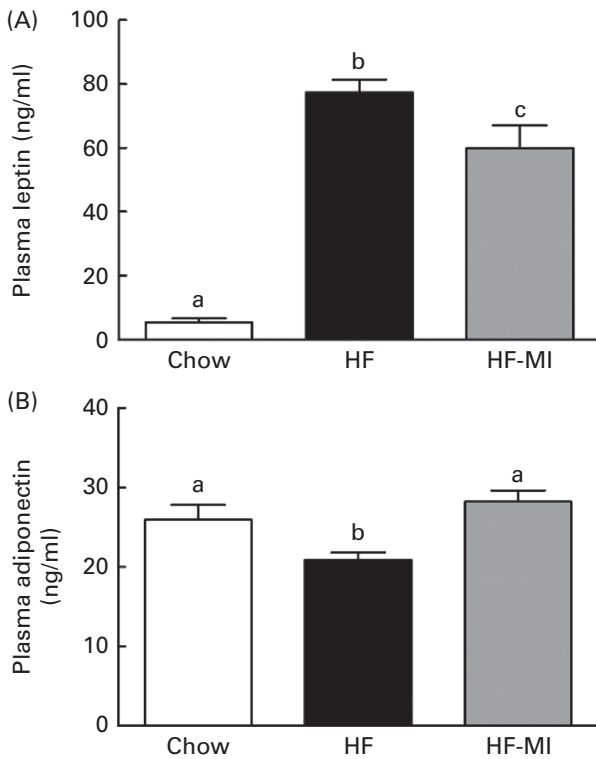 (A)
Plasma leptin (ng/ml)
100
80
60
40
20
0
a
b
c
Chow HF HF-MI
(B)
Plasma adiponectin
(ng/ml)
40
30
20
10
0
a
b
a
Chow HF HF-MI